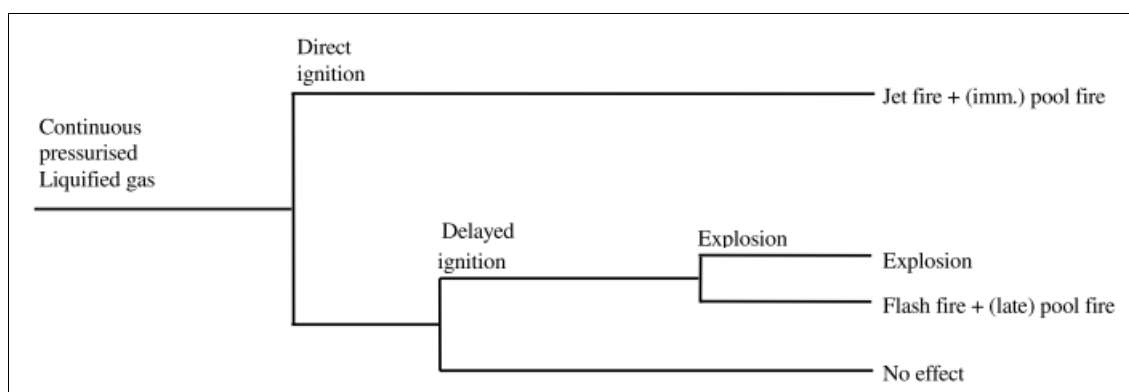 Direct
ignition
Jet fire + (imm.) pool fire
Continuous
pressurised
Liquified gas
Delayed
ignition
Explosion
Explosion
Flash fire + (late) pool fire
No effect